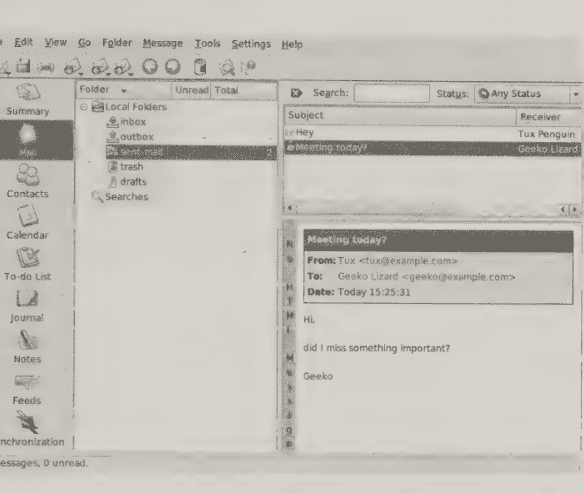 Edit View Go Folder Message Tools Settings Help
Folder Unread Total
Search: Status: Any Status
Summary
Mail
Contacts
Calendar
To-do List
Journal
Notes
Feeds
nchronization
Local Folders
inbox
outbox
sent-mail
trash
drafts
Searches
Subject Receiver
Hey Tux Penguin
Meeting today? Geeko Lizard
Meeting today?
From: Tux <tux@example.com>
To: Geeko Lizard <geeko@example.com>
Date: Today 15:25:31
Hi,
did I miss something important?
Geeko
essages, 0 unread.